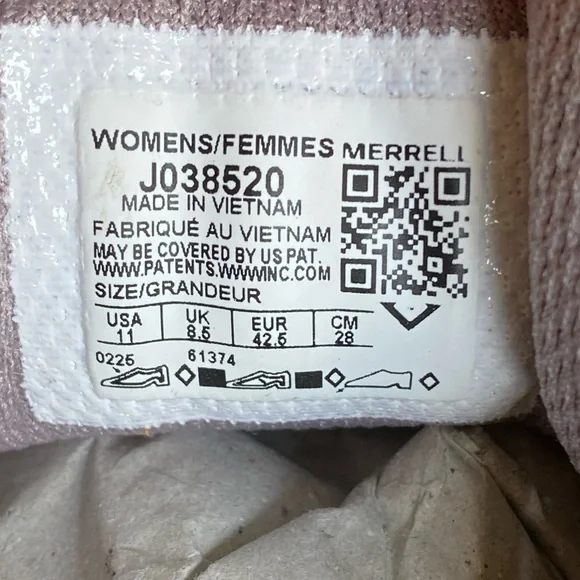 WOMENS/FEMMES MERRELL
J038520
MADE IN VIETNAM
FABRIQUÉ AU VIETNAM
MAY BE COVERED BY US PAT.
WWW.PATENTS.WWWINC.COM
SIZE/GRANDEUR
USA UK EUR CM
11 8.5 42.5 28
0225 61374